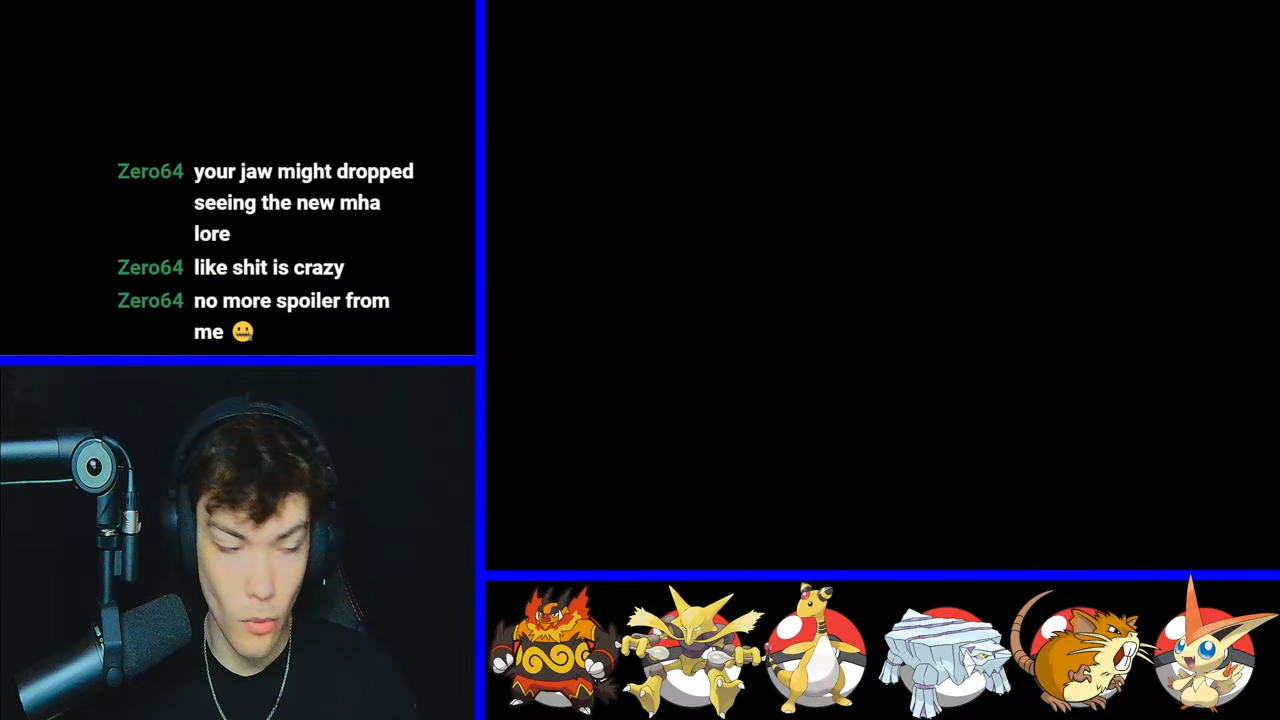 Zero64 your jaw might dropped
seeing the new mha
lore
Zero64 like shit is crazy
Zero64 no more spoiler from
me 🤐